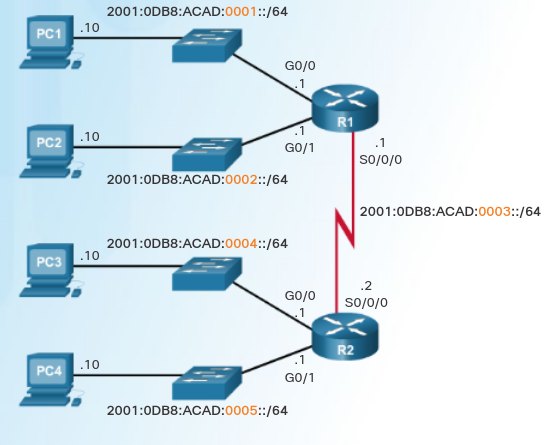 2001:0DB8:ACAD:0001::/64
PC1
.10
G0/0
.1
R1
PC2
.10
.1
G0/1
2001:0DB8:ACAD:0002::/64
.1
S0/0/0
2001:0DB8:ACAD:0003::/64
2001:0DB8:ACAD:0004::/64
PC3
.10
G0/0
.1
.2
S0/0/0
R2
PC4
.10
.1
G0/1
2001:0DB8:ACAD:0005::/64